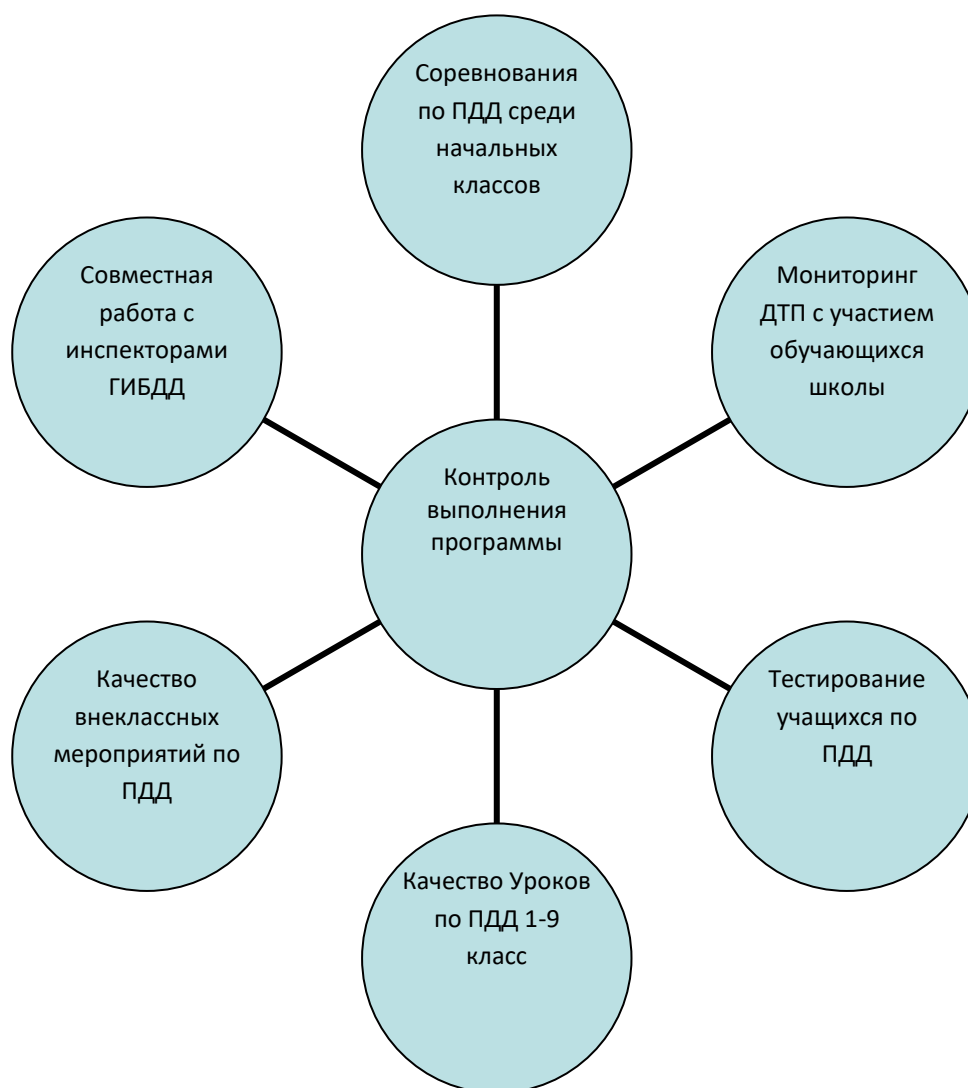 Соревнования
по ПДД среди
начальных
классов
Совместная
работа с
инспекторами
ГИБДД
Мониторинг
ДТП с участием
обучающихся
школы
Контроль
выполнения
программы
Качество
внеклассных
мероприятий по
ПДД
Тестирование
учащихся по
ПДД
Качество Уроков
по ПДД 1-9
класс